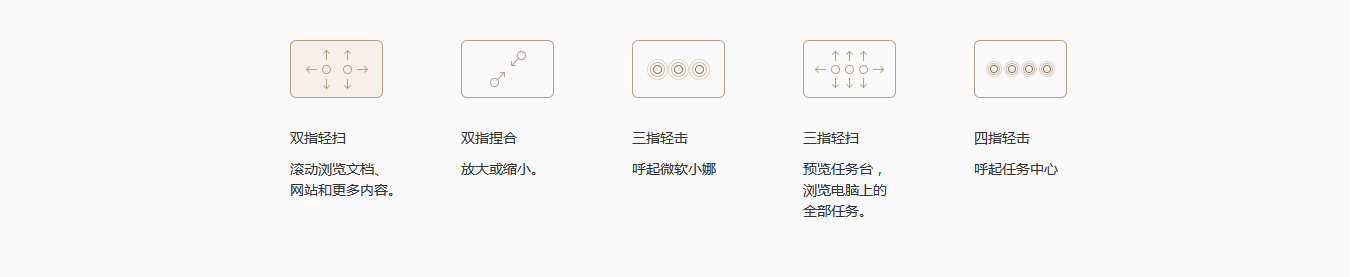 双指轻扫
滚动浏览文档、
网站和更多内容。
双指捏合
放大或缩小。
三指轻击
呼起微软小娜
三指轻扫
预览任务台，
浏览电脑上的
全部任务。
四指轻击
呼起任务中心